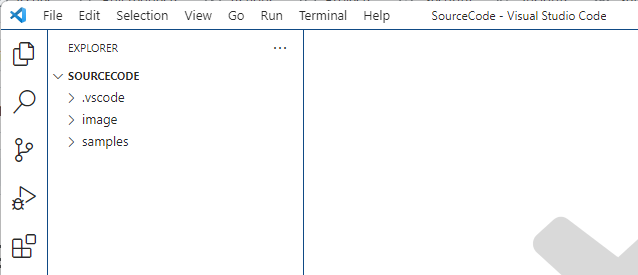 File Edit Selection View Go Run Terminal Help SourceCode - Visual Studio Code
EXPLORER
SOURCECODE
.vscode
image
samples